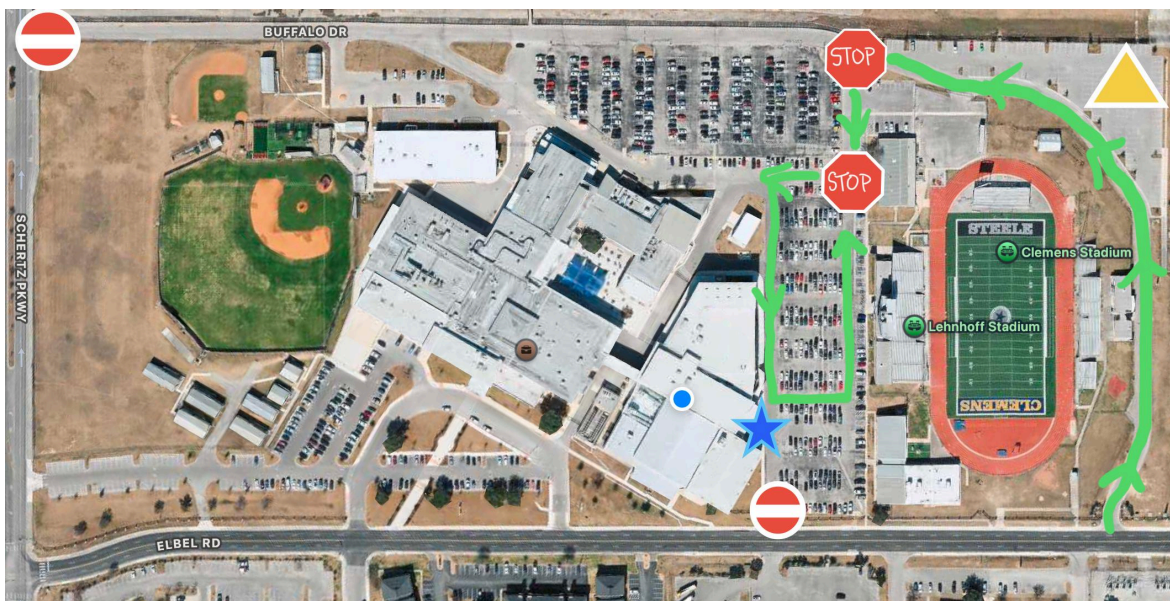 BUFFALO DR
STOP
STOP
SCHERTZ PKWY
STEELE
Clemens Stadium
Lehnhoff Stadium
CLEMENS
ELBEL RD